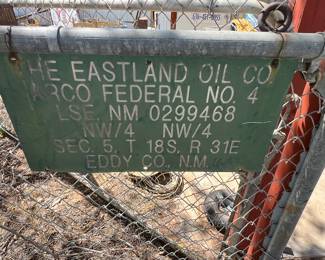 THE EASTLAND OIL CO
ARCO FEDERAL NO. 4
LSE. NM 0299468
NW/4 NW/4
SEC. 5, T 18S. R 31E
EDDY CO. N.M.